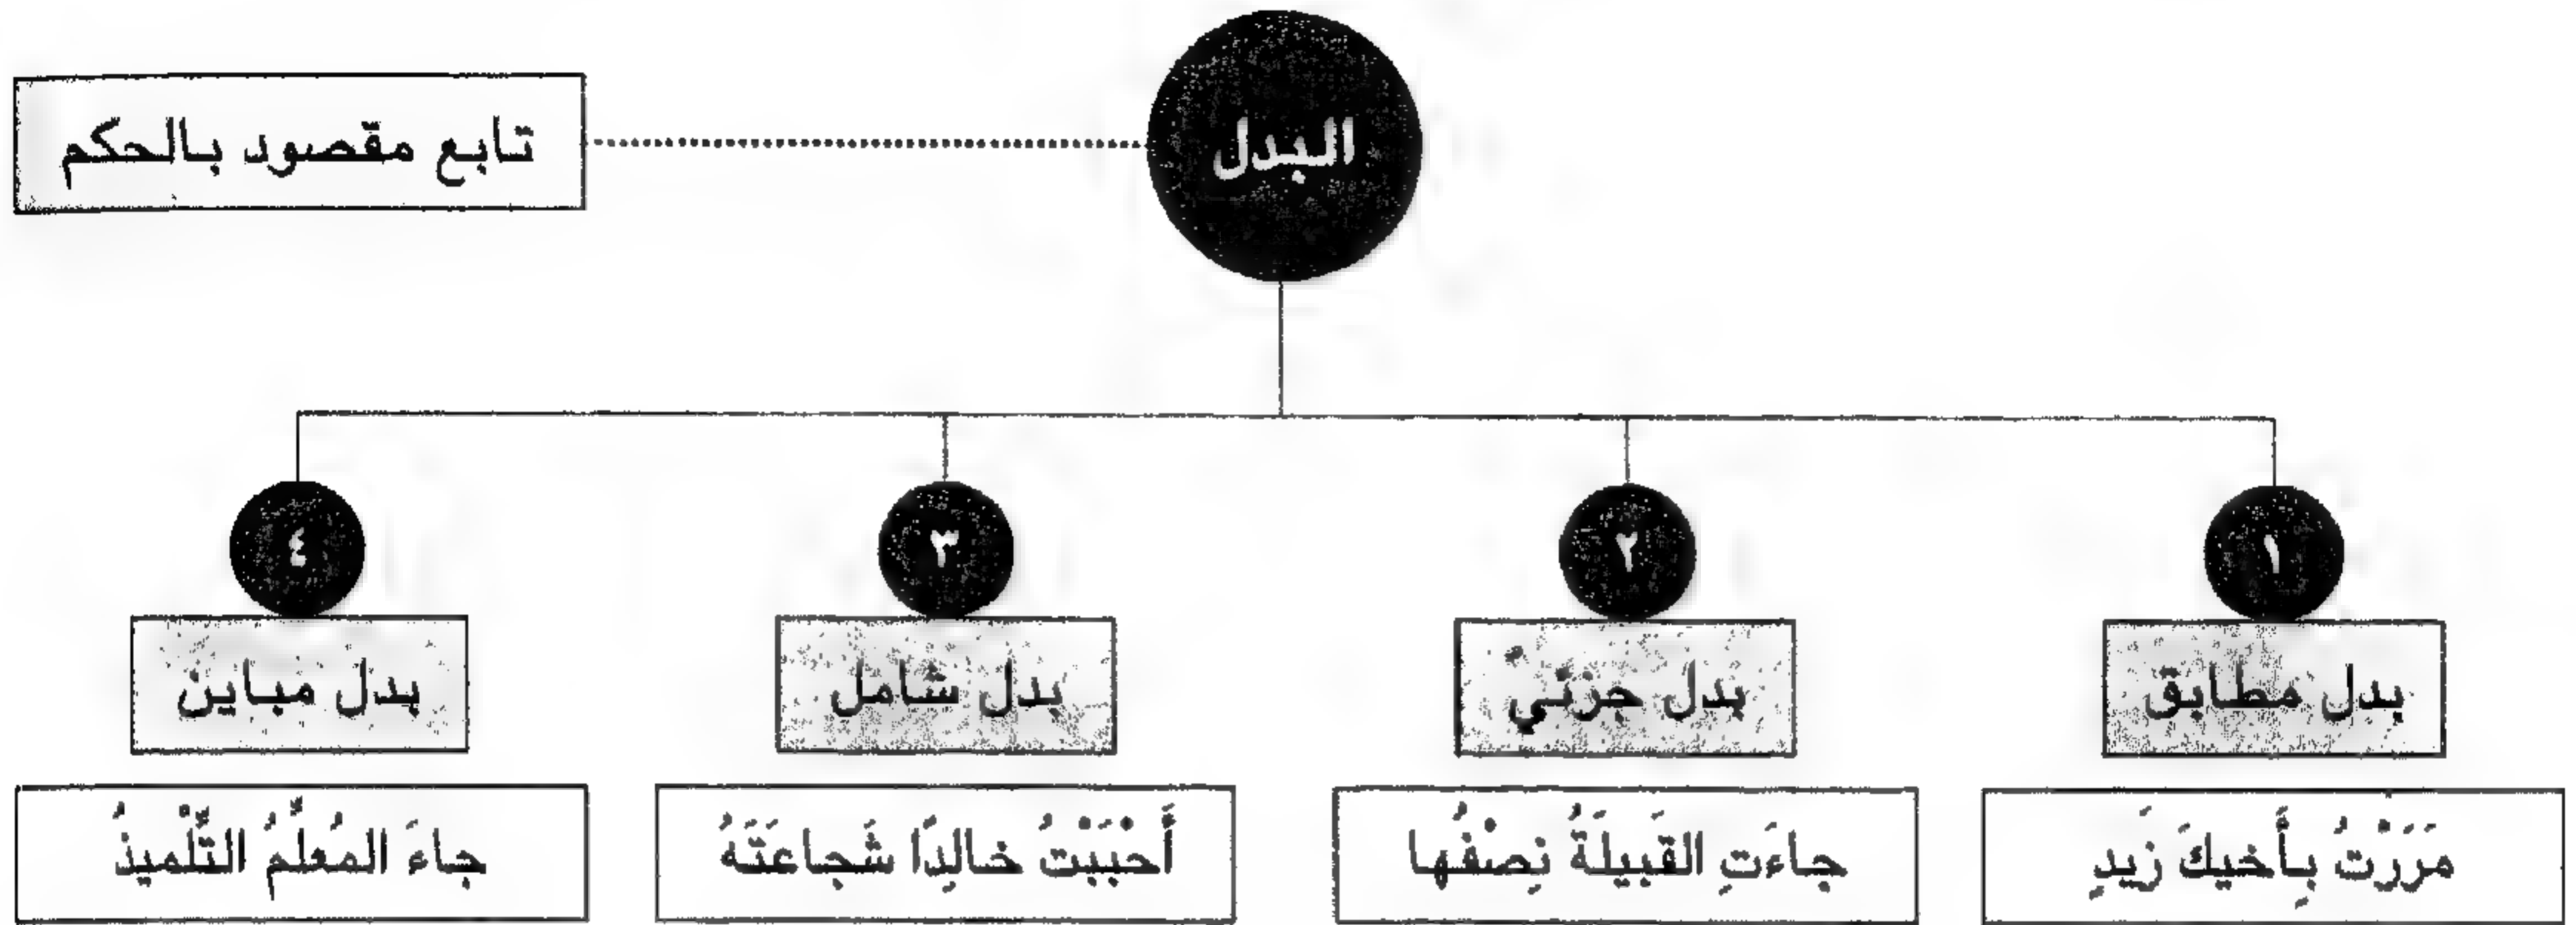 البدل
تابع مقصود بالحكم
١
بدل مطابق
مَرَرْتُ بِأَخيكَ زَيدٍ
٢
بدل جزئيّ
جاءَتِ القَبيلَةُ نِصْفُها
٣
بدل شامل
أَحْبَبْتُ خالِدًا شَجاعَتَهُ
٤
بدل مباين
جاءَ المُعلِّمُ التِّلْميذُ